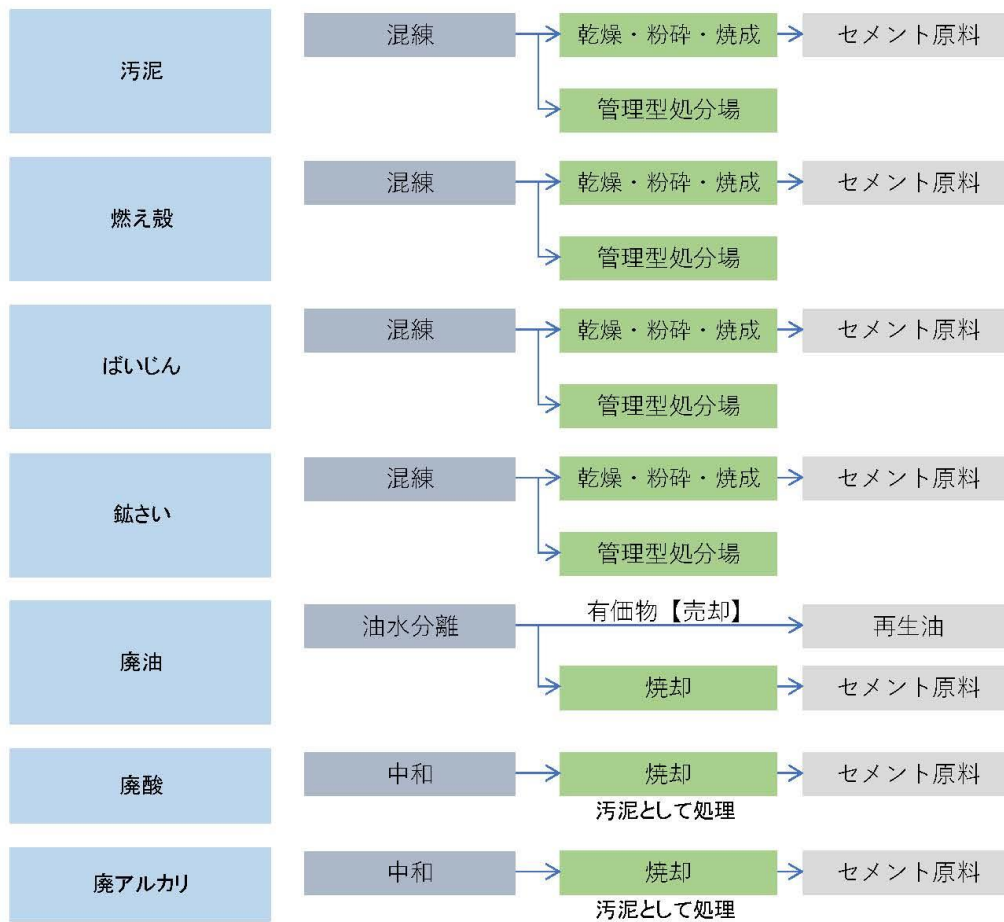 汚泥
混練
乾燥・粉砕・焼成
セメント原料
管理型処分場
燃え殻
混練
乾燥・粉砕・焼成
セメント原料
管理型処分場
ばいじん
混練
乾燥・粉砕・焼成
セメント原料
管理型処分場
鉱さい
混練
乾燥・粉砕・焼成
セメント原料
管理型処分場
廃油
油水分離
有価物【売却】
再生油
焼却
セメント原料
廃酸
中和
焼却
セメント原料
汚泥として処理
廃アルカリ
中和
焼却
セメント原料
汚泥として処理